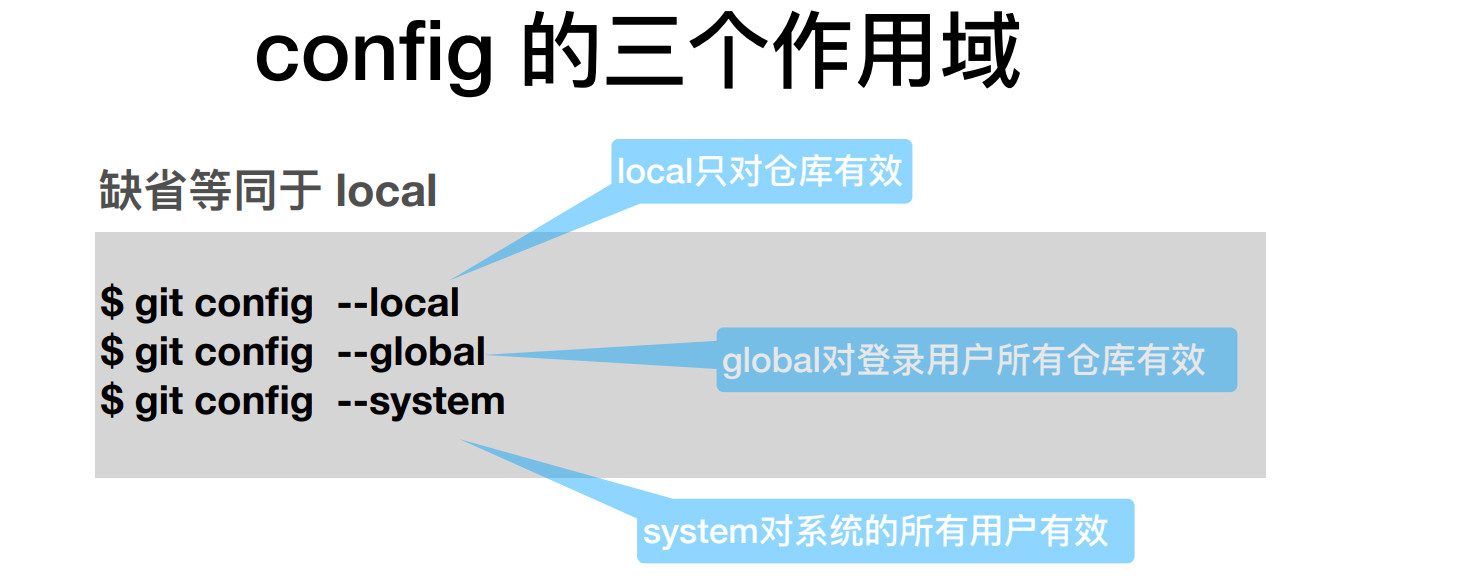 config 的三个作用域
缺省等同于 local
local只对仓库有效
$ git config  --local
$ git config  --global
global对登录用户所有仓库有效
$ git config  --system
system对系统的所有用户有效